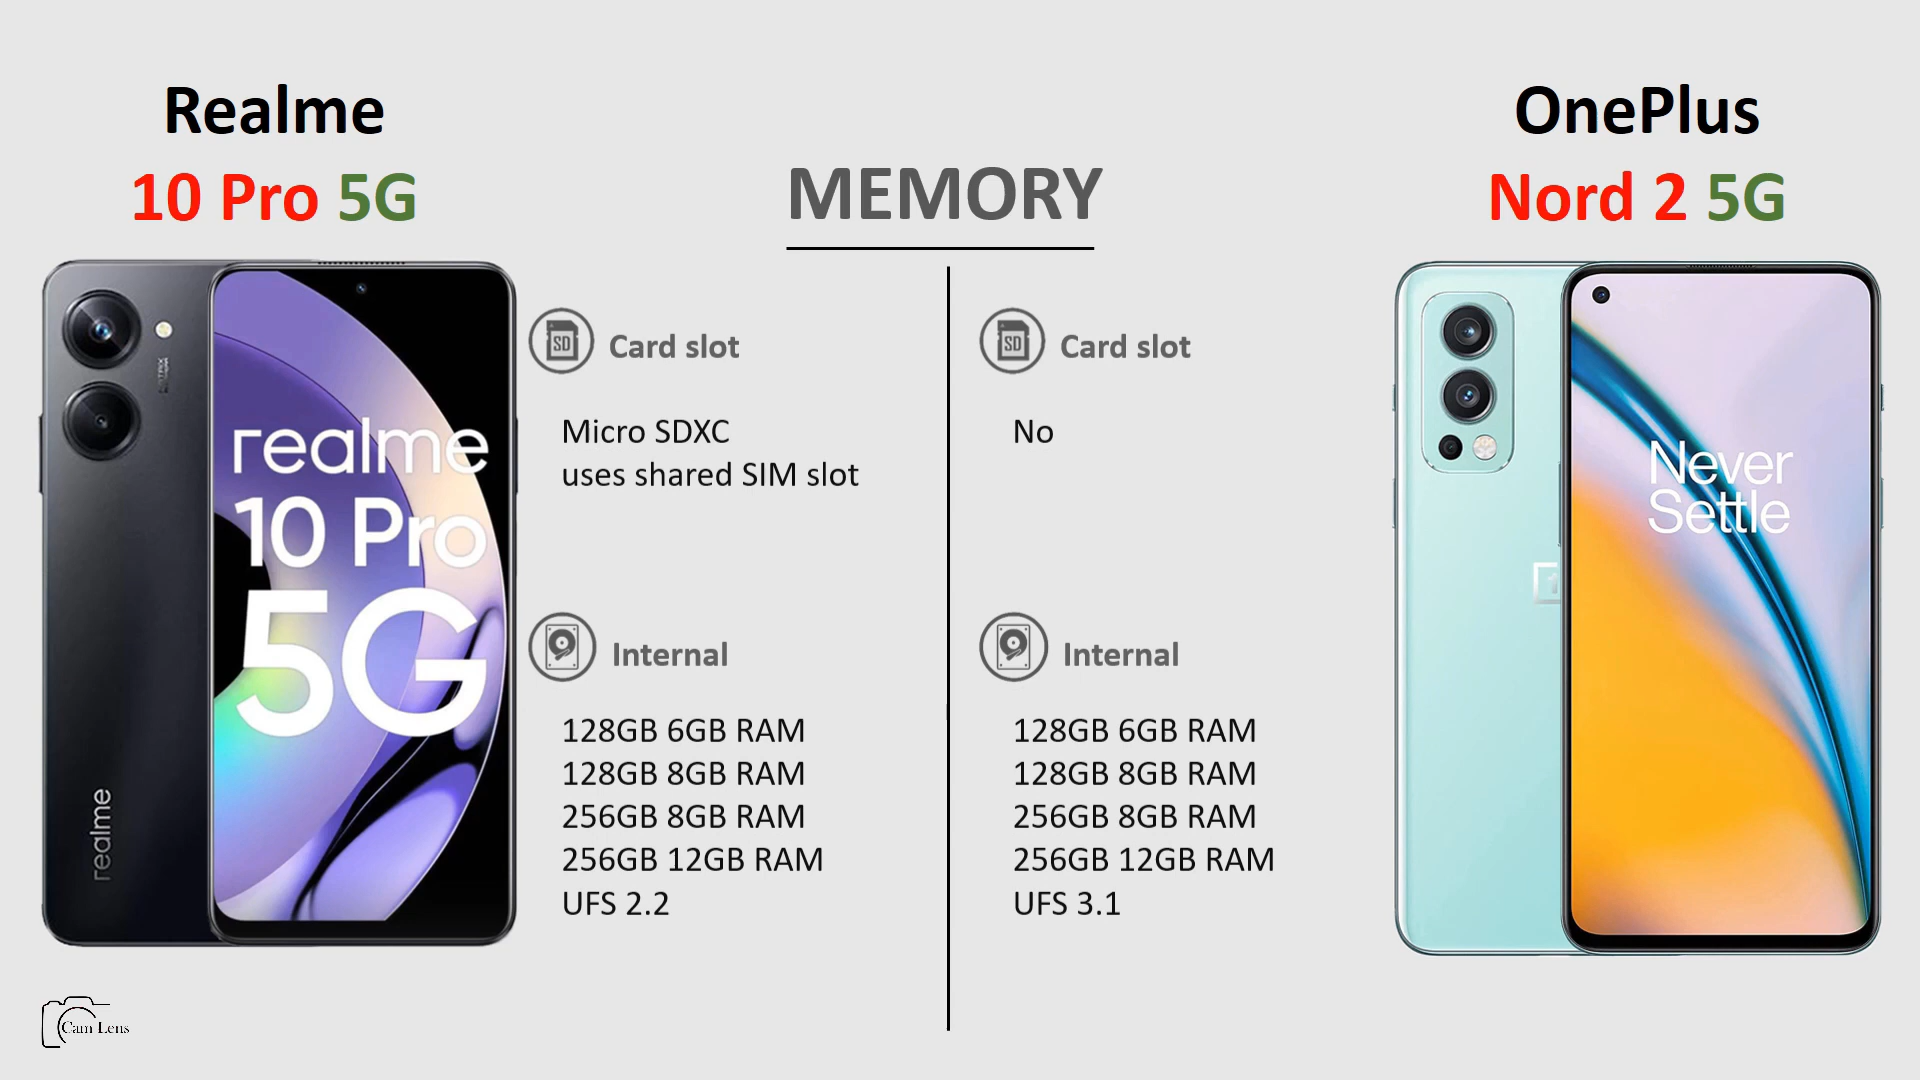 Realme
10 Pro 5G
OnePlus
Nord 2 5G
MEMORY
realme
10 Pro
5G
realme
SD
Card slot
Micro SDXC
uses shared SIM slot
Internal
128GB 6GB RAM
128GB 8GB RAM
256GB 8GB RAM
256GB 12GB RAM
UFS 2.2
SD
Card slot
No
Internal
128GB 6GB RAM
128GB 8GB RAM
256GB 8GB RAM
256GB 12GB RAM
UFS 3.1
Never
Settle
Cam Lens